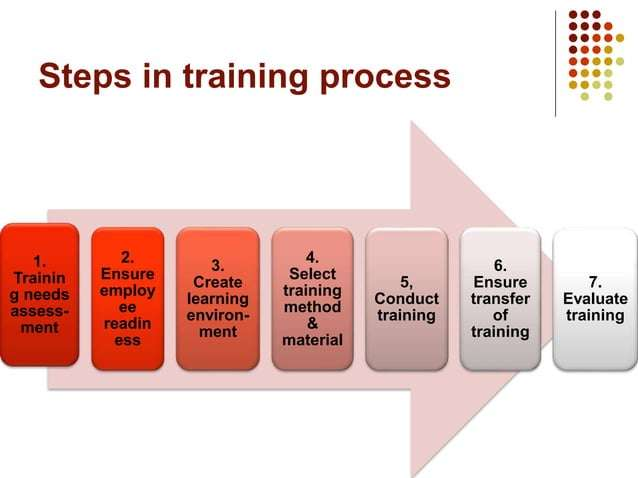 Steps in training process
1.
Trainin
g needs
assess-
ment
2.
Ensure
employ
ee
readin
ess
3.
Create
learning
environ-
ment
4.
Select
training
method
&
material
5,
Conduct
training
6.
Ensure
transfer
of
training
7.
Evaluate
training